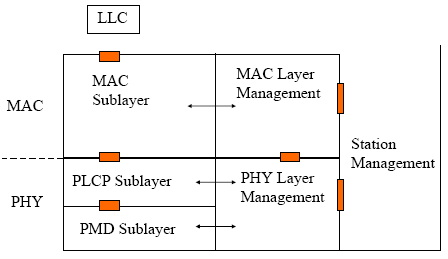 LLC
MAC
MAC
Sublayer
MAC Layer
Management
Station
Management
PHY
PLCP Sublayer
PHY Layer
Management
PMD Sublayer